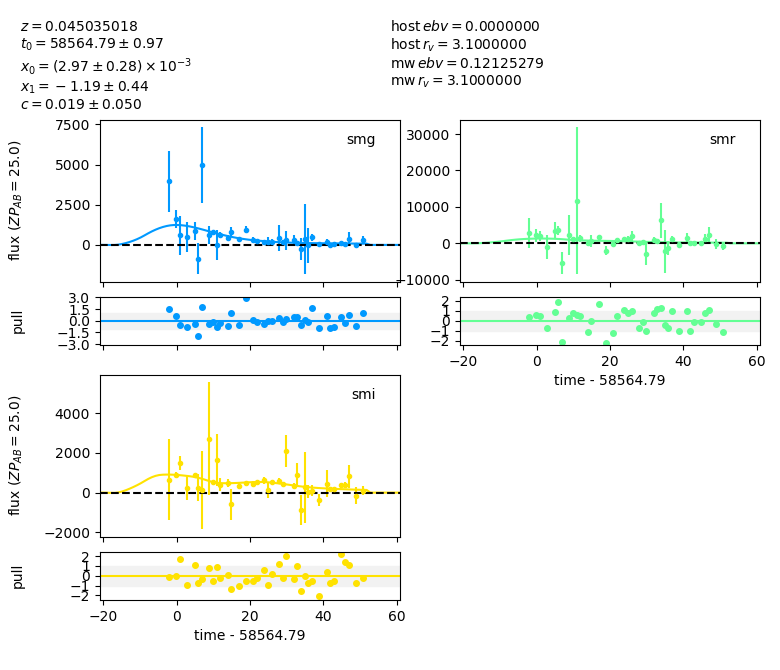 z = 0.045035018
t₀ = 58564.79 ± 0.97
x₀ = (2.97 ± 0.28) × 10⁻³
x₁ = −1.19 ± 0.44
c = 0.019 ± 0.050
host ebv = 0.0000000
host r_v = 3.1000000
mw ebv = 0.12125279
mw r_v = 3.1000000
smg
flux (ZP_AB = 25.0)
7500
5000
2500
0
smr
30000
20000
10000
0
−10000
pull
3.0
1.5
0.0
−1.5
−3.0
2
1
0
−1
−2
−20
0
20
40
60
time - 58564.79
smi
flux (ZP_AB = 25.0)
4000
2000
0
−2000
pull
2
1
0
−1
−2
−20
0
20
40
60
time - 58564.79